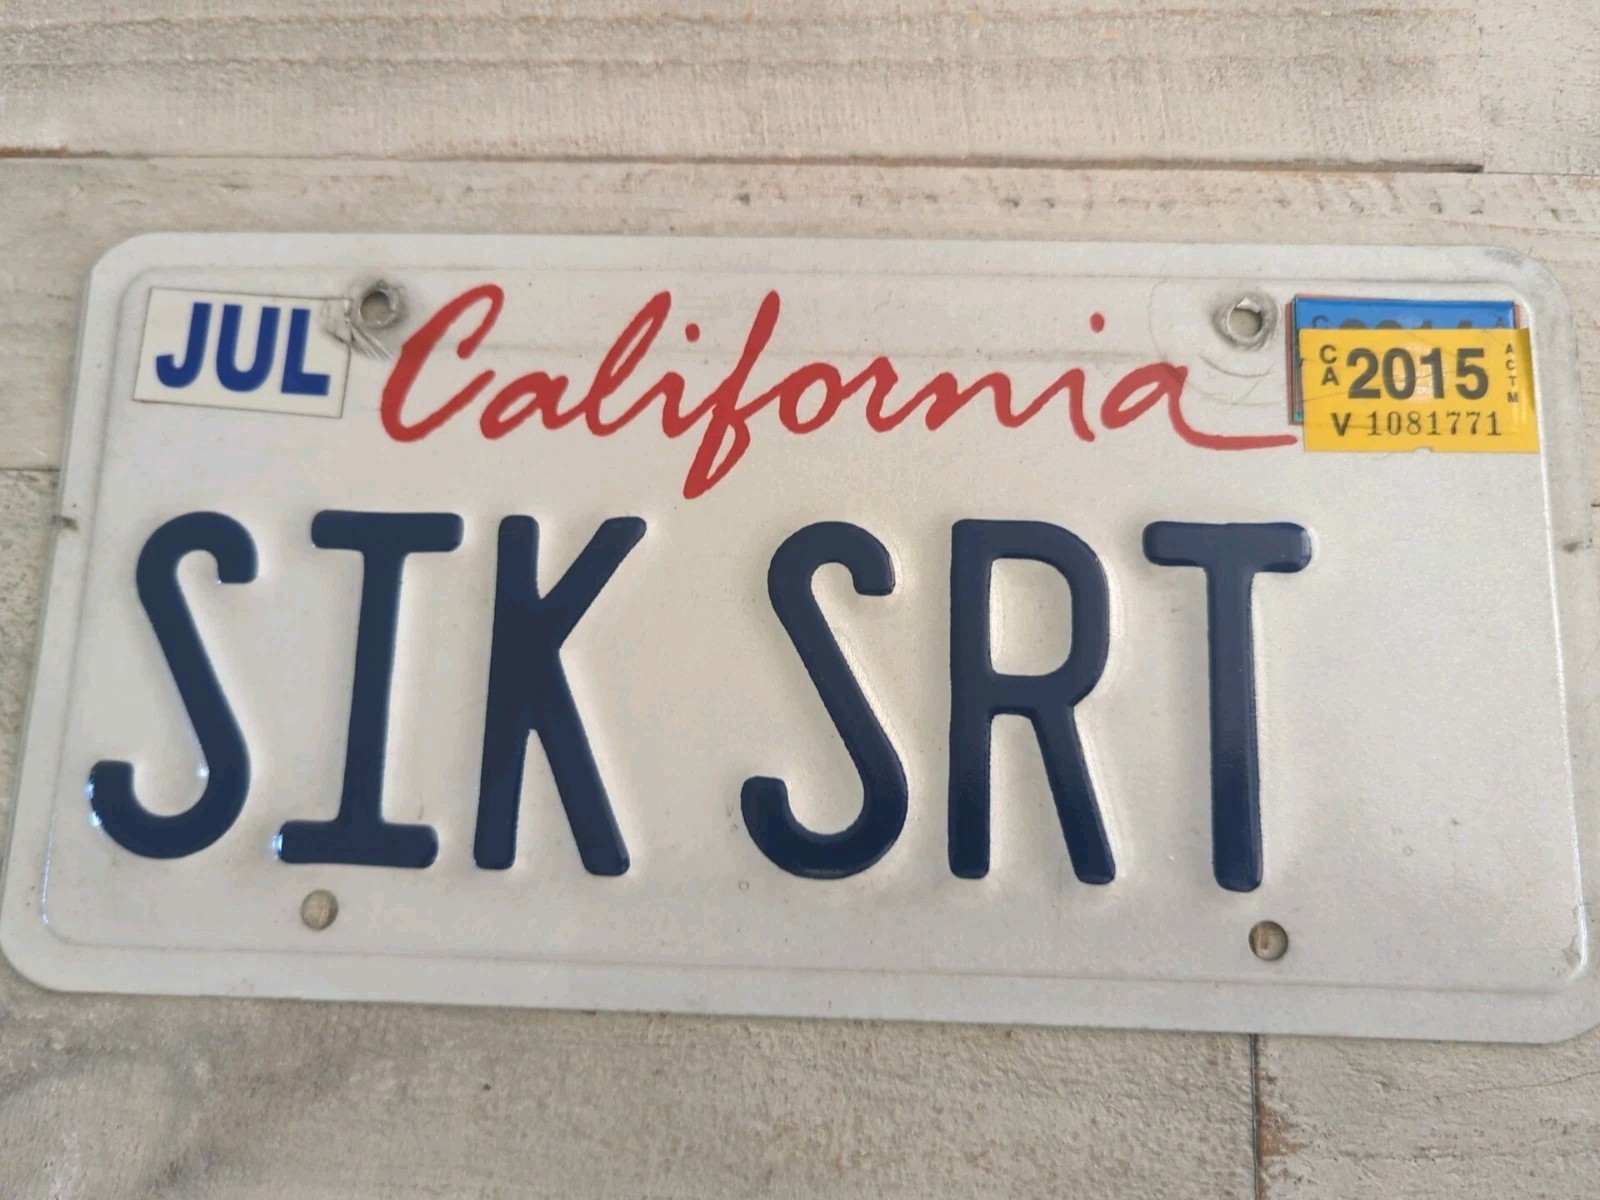 JUL
California
CA 2015 ACTM
V 1081771
SIK SRT